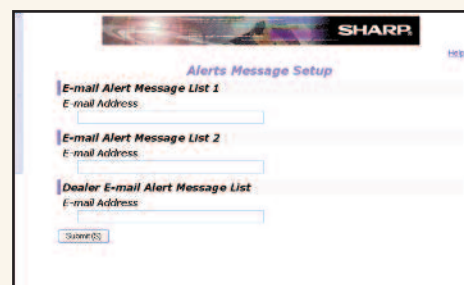 SHARP
Help
Alerts Message Setup
E-mail Alert Message List 1
E-mail Address
E-mail Alert Message List 2
E-mail Address
Dealer E-mail Alert Message List
E-mail Address
Submit(S)